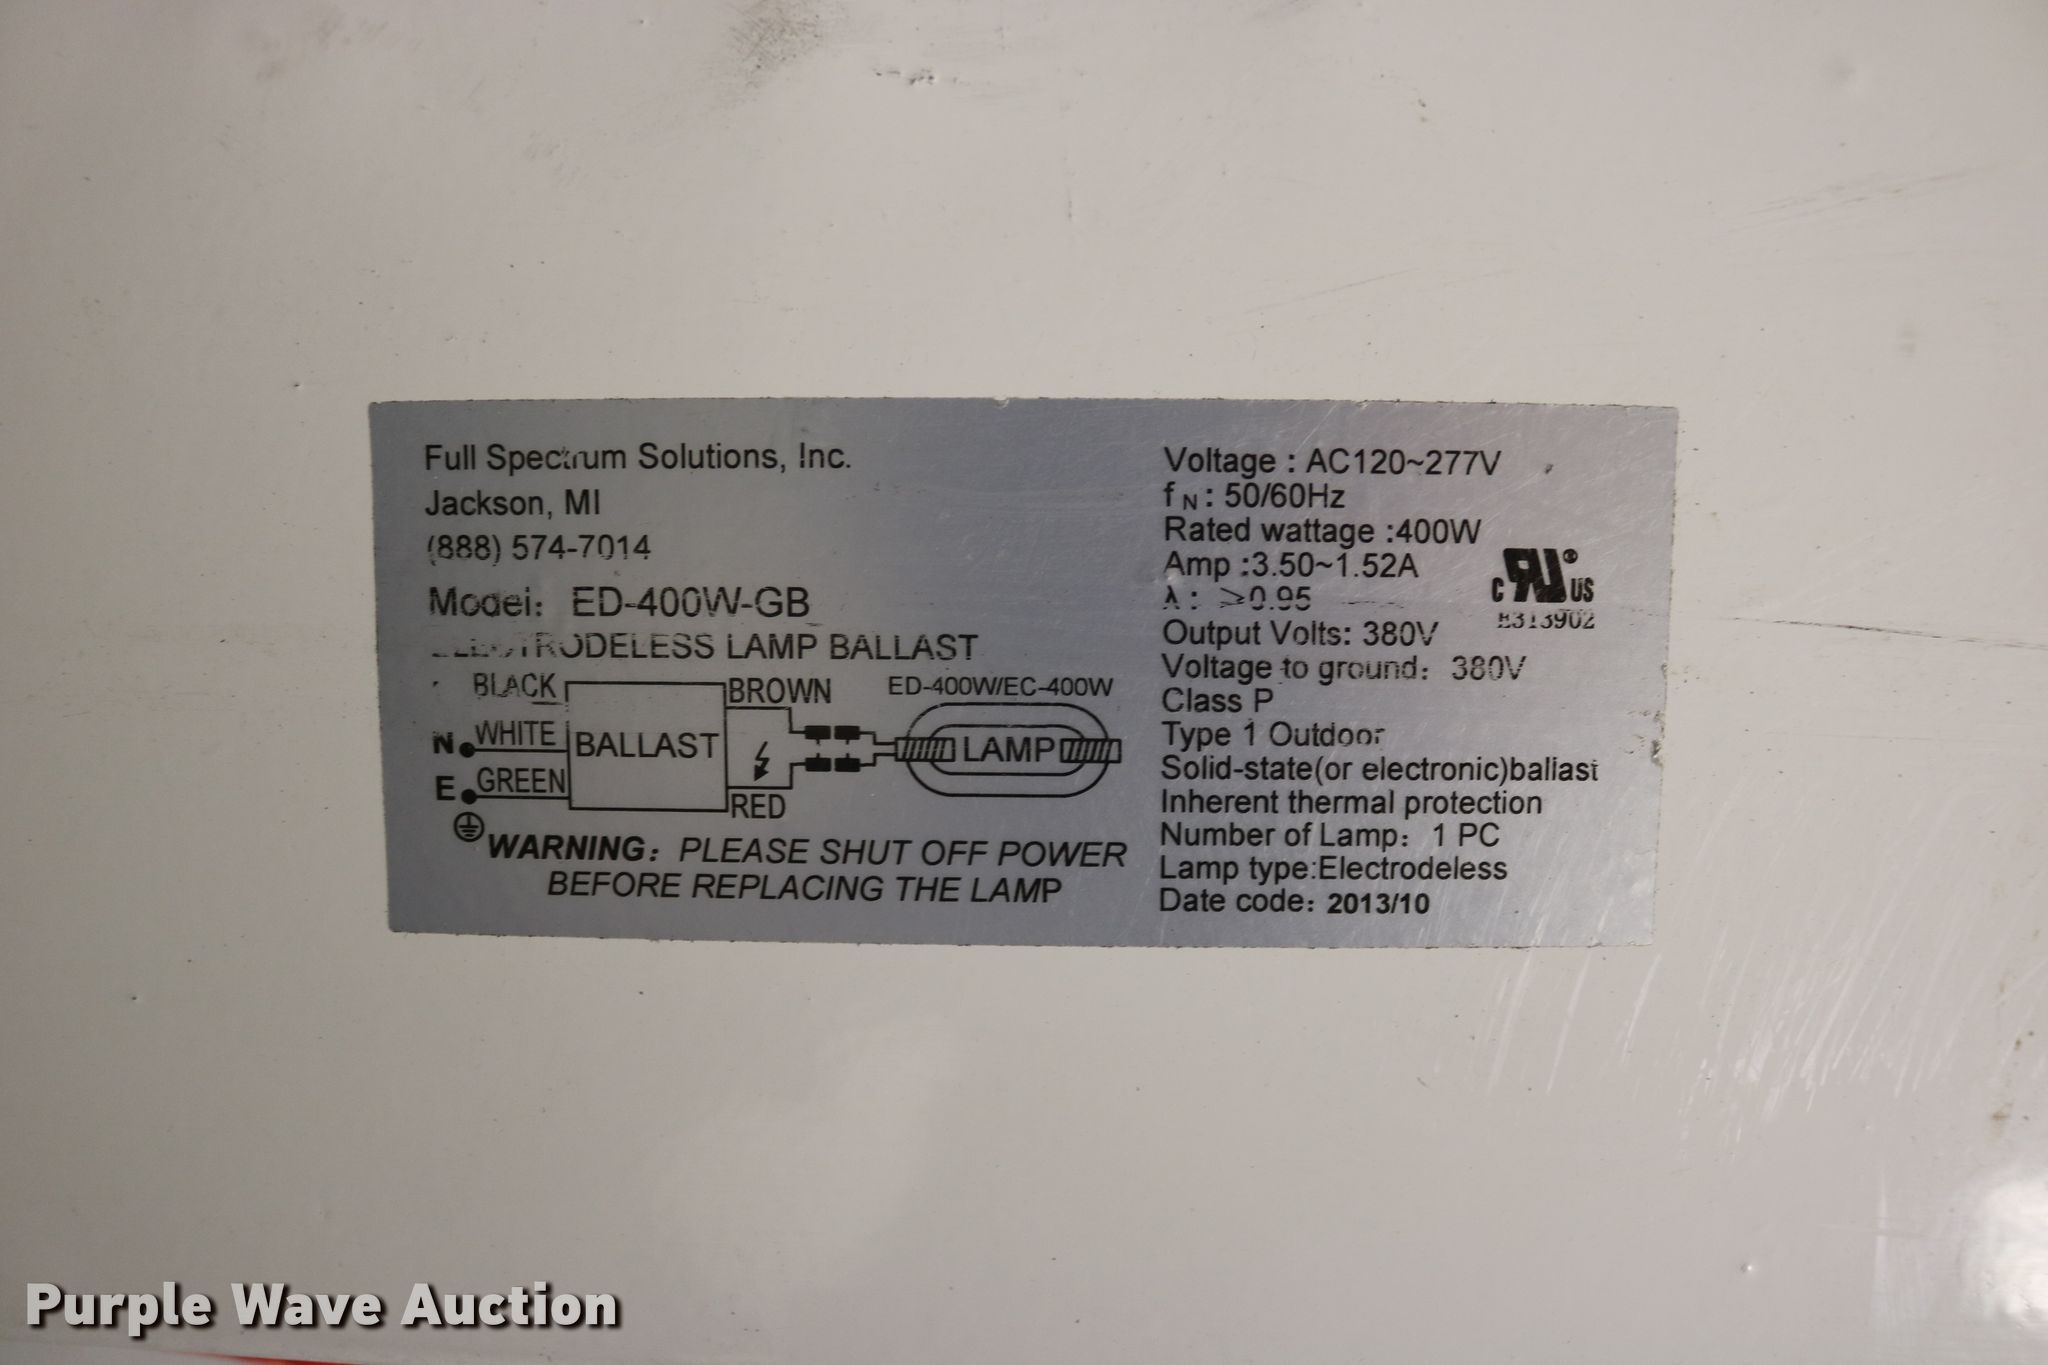 Full Spectrum Solutions, Inc.
Jackson, MI
(888) 574-7014
Model: ED-400W-GB
ELECTRODELESS LAMP BALLAST
BLACK
N WHITE
E GREEN
BALLAST
BROWN
RED
ED-400W/EC-400W
LAMP
WARNING: PLEASE SHUT OFF POWER
BEFORE REPLACING THE LAMP
Voltage : AC120~277V
fN: 50/60Hz
Rated wattage :400W
Amp :3.50~1.52A
λ : ≥0.95
Output Volts: 380V
Voltage to ground: 380V
Class P
Type 1 Outdoor
Solid-state(or electronic)ballast
Inherent thermal protection
Number of Lamp: 1 PC
Lamp type:Electrodeless
Date code: 2013/10
c RU ® US
E313902
Purple Wave Auction